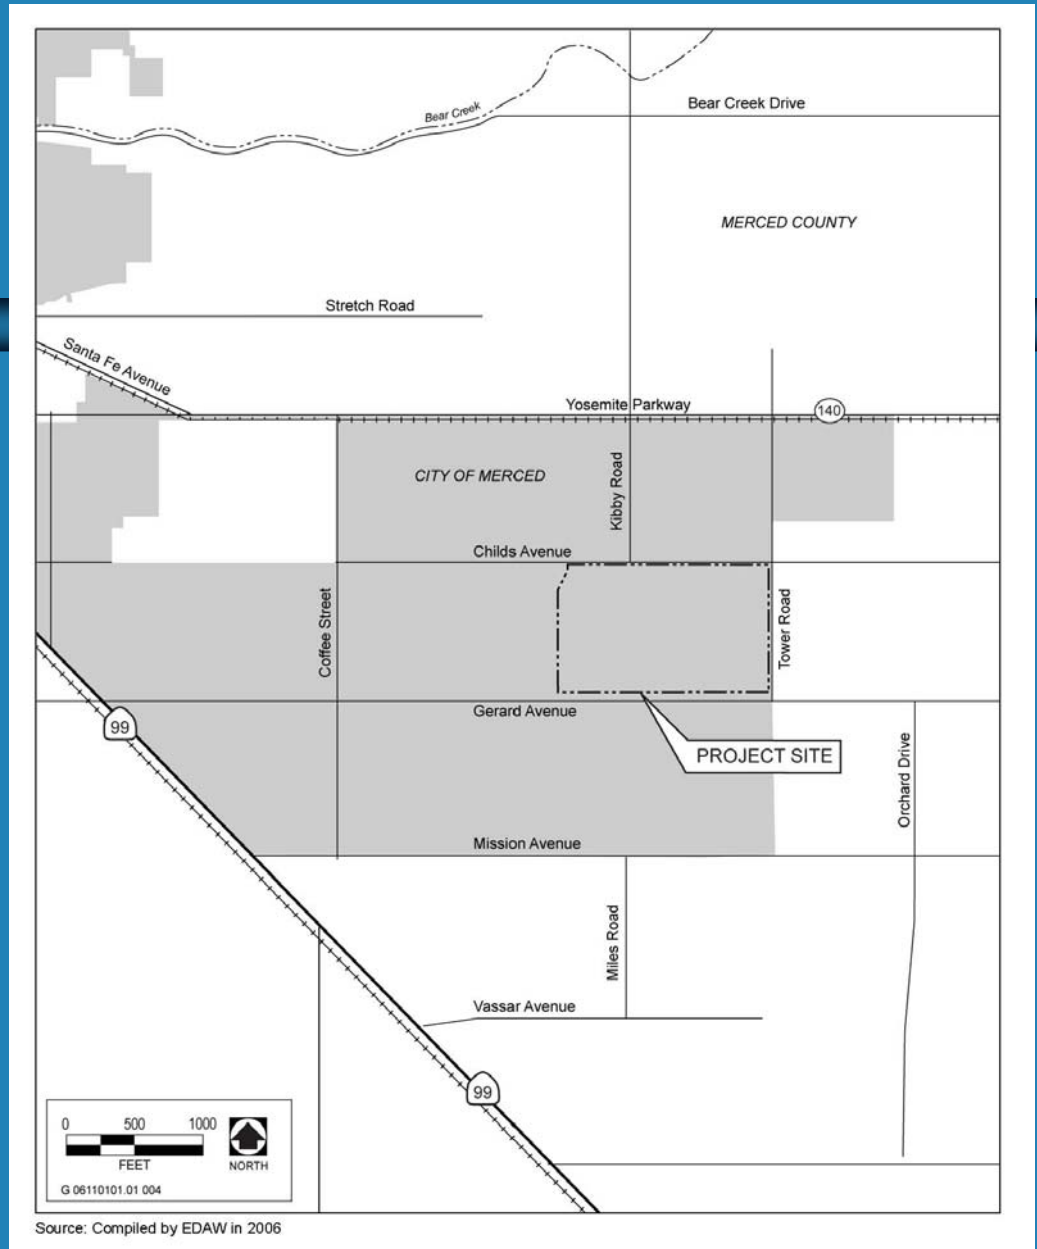 Bear Creek
Bear Creek Drive
MERCED COUNTY
Stretch Road
Santa Fe Avenue
Yosemite Parkway
140
CITY OF MERCED
Kibby Road
Childs Avenue
Coffee Street
Tower Road
Gerard Avenue
99
PROJECT SITE
Orchard Drive
Mission Avenue
Miles Road
Vassar Avenue
99
0 500 1000
FEET
NORTH
G 06110101.01 004
Source: Compiled by EDAW in 2006